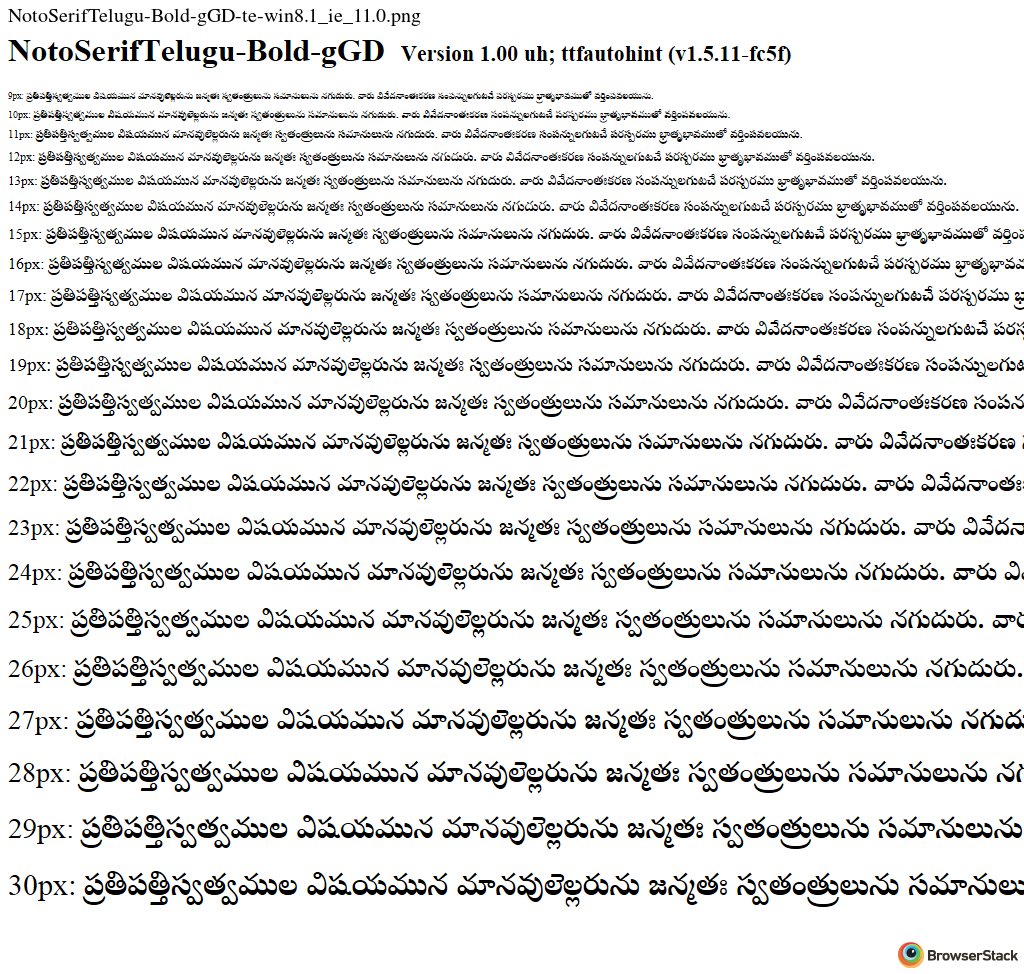 NotoSerifTelugu-Bold-gGD-te-win8.1_ie_11.0.png
NotoSerifTelugu-Bold-gGD Version 1.00 uh; ttfautohint (v1.5.11-fc5f)
9px: ప్రతిపత్తిస్వత్వముల విషయమున మానవులెల్లరును జన్మతః స్వతంత్రులును సమానులును నగుదురు. వారు వివేదనాంతఃకరణ సంపన్నులగుటచే పరస్పరము భ్రాతృభావముతో వర్తింపవలయును.
10px: ప్రతిపత్తిస్వత్వముల విషయమున మానవులెల్లరును జన్మతః స్వతంత్రులును సమానులును నగుదురు. వారు వివేదనాంతఃకరణ సంపన్నులగుటచే పరస్పరము భ్రాతృభావముతో వర్తింపవలయును.
11px: ప్రతిపత్తిస్వత్వముల విషయమున మానవులెల్లరును జన్మతః స్వతంత్రులును సమానులును నగుదురు. వారు వివేదనాంతఃకరణ సంపన్నులగుటచే పరస్పరము భ్రాతృభావముతో వర్తింపవలయును.
12px: ప్రతిపత్తిస్వత్వముల విషయమున మానవులెల్లరును జన్మతః స్వతంత్రులును సమానులును నగుదురు. వారు వివేదనాంతఃకరణ సంపన్నులగుటచే పరస్పరము భ్రాతృభావముతో వర్తింపవలయును.
13px: ప్రతిపత్తిస్వత్వముల విషయమున మానవులెల్లరును జన్మతః స్వతంత్రులును సమానులును నగుదురు. వారు వివేదనాంతఃకరణ సంపన్నులగుటచే పరస్పరము భ్రాతృభావముతో వర్తింపవలయును.
14px: ప్రతిపత్తిస్వత్వముల విషయమున మానవులెల్లరును జన్మతః స్వతంత్రులును సమానులును నగుదురు. వారు వివేదనాంతఃకరణ సంపన్నులగుటచే పరస్పరము భ్రాతృభావముతో వర్తింపవలయును.
15px: ప్రతిపత్తిస్వత్వముల విషయమున మానవులెల్లరును జన్మతః స్వతంత్రులును సమానులును నగుదురు. వారు వివేదనాంతఃకరణ సంపన్నులగుటచే పరస్పరము భ్రాతృభావముతో
16px: ప్రతిపత్తిస్వత్వముల విషయమున మానవులెల్లరును జన్మతః స్వతంత్రులును సమానులును నగుదురు. వారు వివేదనాంతఃకరణ సంపన్నులగుటచే పరస్పరము
17px: ప్రతిపత్తిస్వత్వముల విషయమున మానవులెల్లరును జన్మతః స్వతంత్రులును సమానులును నగుదురు. వారు వివేదనాంతఃకరణ సంపన్నులగుటచే పరస్పరము
18px: ప్రతిపత్తిస్వత్వముల విషయమున మానవులెల్లరును జన్మతః స్వతంత్రులును సమానులును నగుదురు. వారు వివేదనాంతఃకరణ సంపన్నులగుటచే
19px: ప్రతిపత్తిస్వత్వముల విషయమున మానవులెల్లరును జన్మతః స్వతంత్రులును సమానులును నగుదురు. వారు వివేదనాంతఃకరణ
20px: ప్రతిపత్తిస్వత్వముల విషయమున మానవులెల్లరును జన్మతః స్వతంత్రులును సమానులును నగుదురు. వారు వివేదనాంతఃకరణ
21px: ప్రతిపత్తిస్వత్వముల విషయమున మానవులెల్లరును జన్మతః స్వతంత్రులును సమానులును నగుదురు. వారు వివేదనాంతఃకరణ
22px: ప్రతిపత్తిస్వత్వముల విషయమున మానవులెల్లరును జన్మతః స్వతంత్రులును సమానులును నగుదురు. వారు
23px: ప్రతిపత్తిస్వత్వముల విషయమున మానవులెల్లరును జన్మతః స్వతంత్రులును సమానులును నగుదురు. వారు
24px: ప్రతిపత్తిస్వత్వముల విషయమున మానవులెల్లరును జన్మతః స్వతంత్రులును సమానులును నగుదురు. వారు
25px: ప్రతిపత్తిస్వత్వముల విషయమున మానవులెల్లరును జన్మతః స్వతంత్రులును సమానులును నగుదురు.
26px: ప్రతిపత్తిస్వత్వముల విషయమున మానవులెల్లరును జన్మతః స్వతంత్రులును సమానులును నగుదురు.
27px: ప్రతిపత్తిస్వత్వముల విషయమున మానవులెల్లరును జన్మతః స్వతంత్రులును సమానులును
28px: ప్రతిపత్తిస్వత్వముల విషయమున మానవులెల్లరును జన్మతః స్వతంత్రులును సమానులును
29px: ప్రతిపత్తిస్వత్వముల విషయమున మానవులెల్లరును జన్మతః స్వతంత్రులును సమానులును
30px: ప్రతిపత్తిస్వత్వముల విషయమున మానవులెల్లరును జన్మతః స్వతంత్రులును
BrowserStack